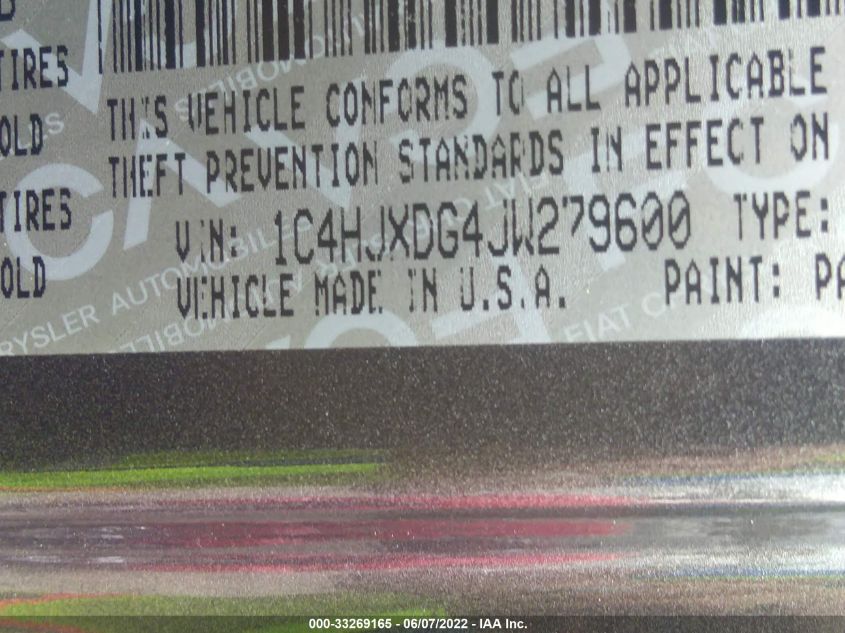 TIRES
OLD
THIS VEHICLE CONFORMS TO ALL APPLICABLE
THEFT PREVENTION STANDARDS IN EFFECT ON
TIRES
VIN: 1C4HJXDG4JW279600 TYPE:
OLD
VEHICLE MADE IN U.S.A. PAINT: PA
000-33269165 - 06/07/2022 - IAA Inc.